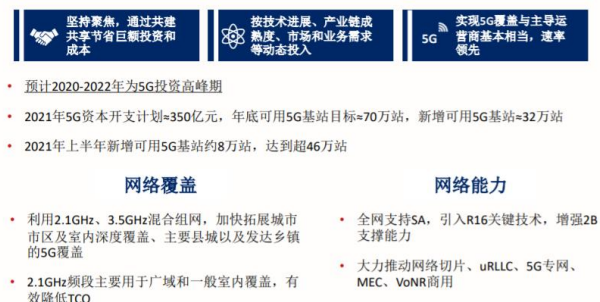 坚持聚焦，通过共建
共享节省巨额投资和
成本
按技术进展、产业链成
熟度、市场和业务需求
等动态投入
5G
实现5G覆盖与主导运
营商基本相当，速率
领先
• 预计2020-2022年为5G投资高峰期
• 2021年5G资本开支计划≈350亿元，年底可用5G基站目标≈70万站，新增可用5G基站≈32万站
• 2021年上半年新增可用5G基站约8万站，达到超46万站
网络覆盖
• 利用2.1GHz、3.5GHz混合组网，加快拓展城市
市区及室内深度覆盖、主要县城以及发达乡镇
的5G覆盖
• 2.1GHz频段主要用于广域和一般室内覆盖，有
效降低TCO
网络能力
• 全网支持SA，引入R16关键技术，增强2B
支撑能力
• 大力推动网络切片、uRLLC、5G专网、
MEC、VoNR商用